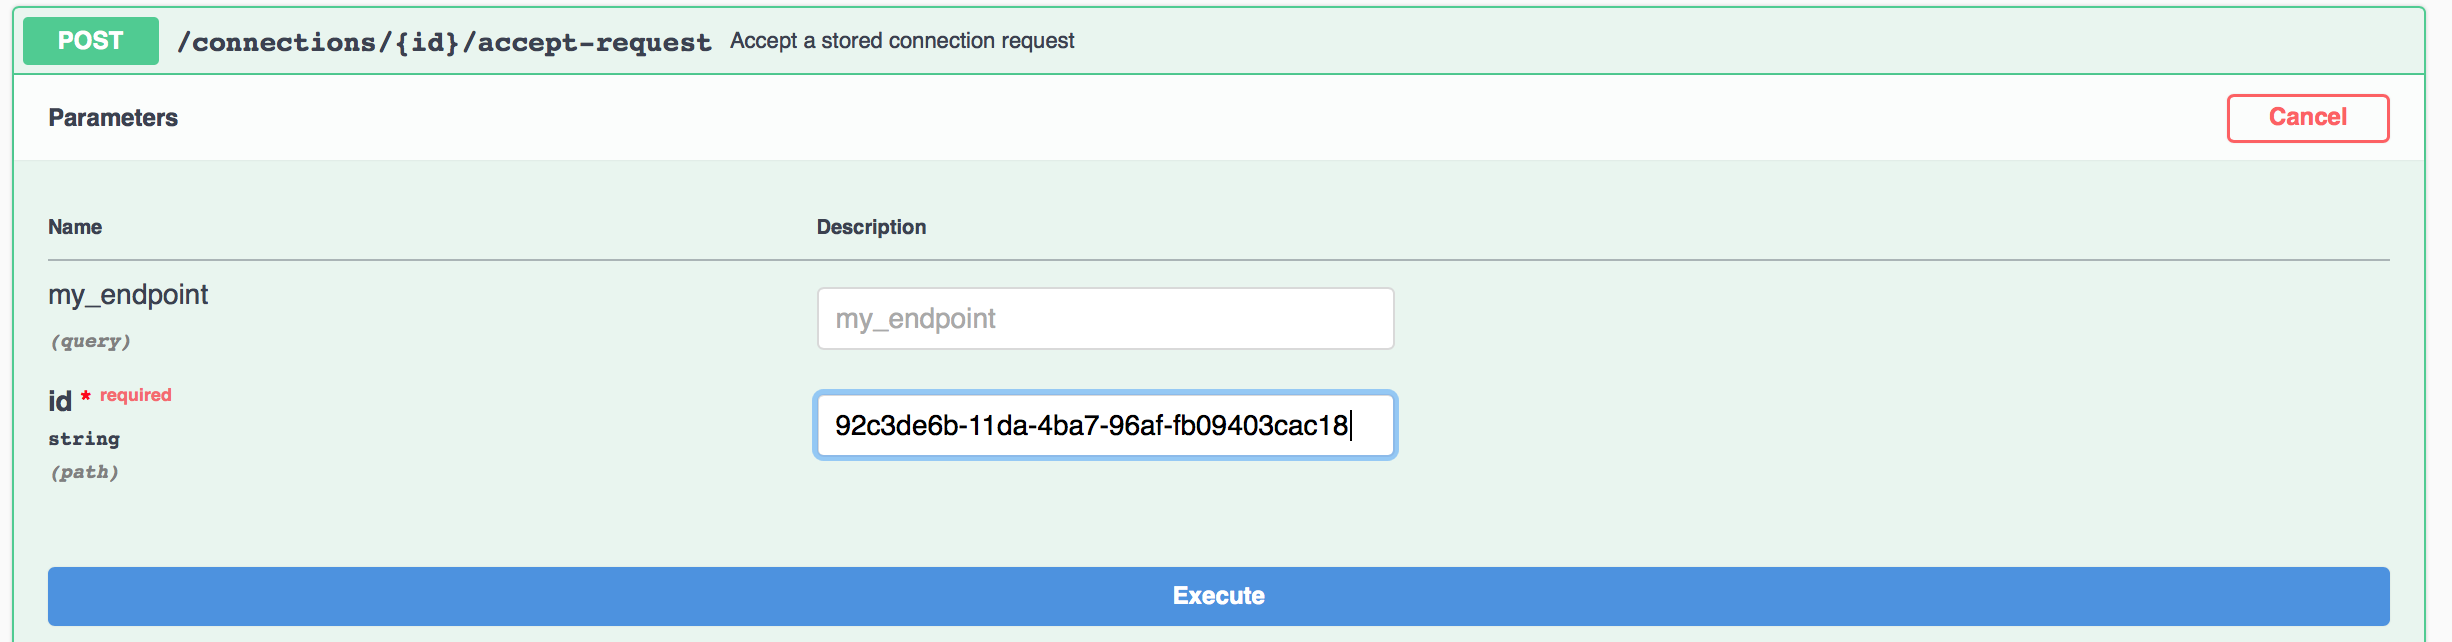 POST /connections/{id}/accept-request Accept a stored connection request
Parameters Cancel
Name Description
my_endpoint
(query)
my_endpoint
id * required
string
(path)
92c3de6b-11da-4ba7-96af-fb09403cac18
Execute